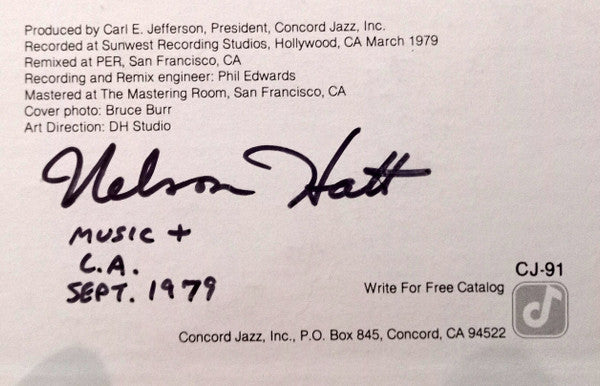 Produced by Carl E. Jefferson, President, Concord Jazz, Inc.
Recorded at Sunwest Recording Studios, Hollywood, CA March 1979
Remixed at PER, San Francisco, CA
Recording and Remix engineer: Phil Edwards
Mastered at The Mastering Room, San Francisco, CA
Cover photo: Bruce Burr
Art Direction: DH Studio
Nelson Hatt
MUSIC +
C.A.
SEPT. 1979
CJ-91
Write For Free Catalog
Concord Jazz, Inc., P.O. Box 845, Concord, CA 94522